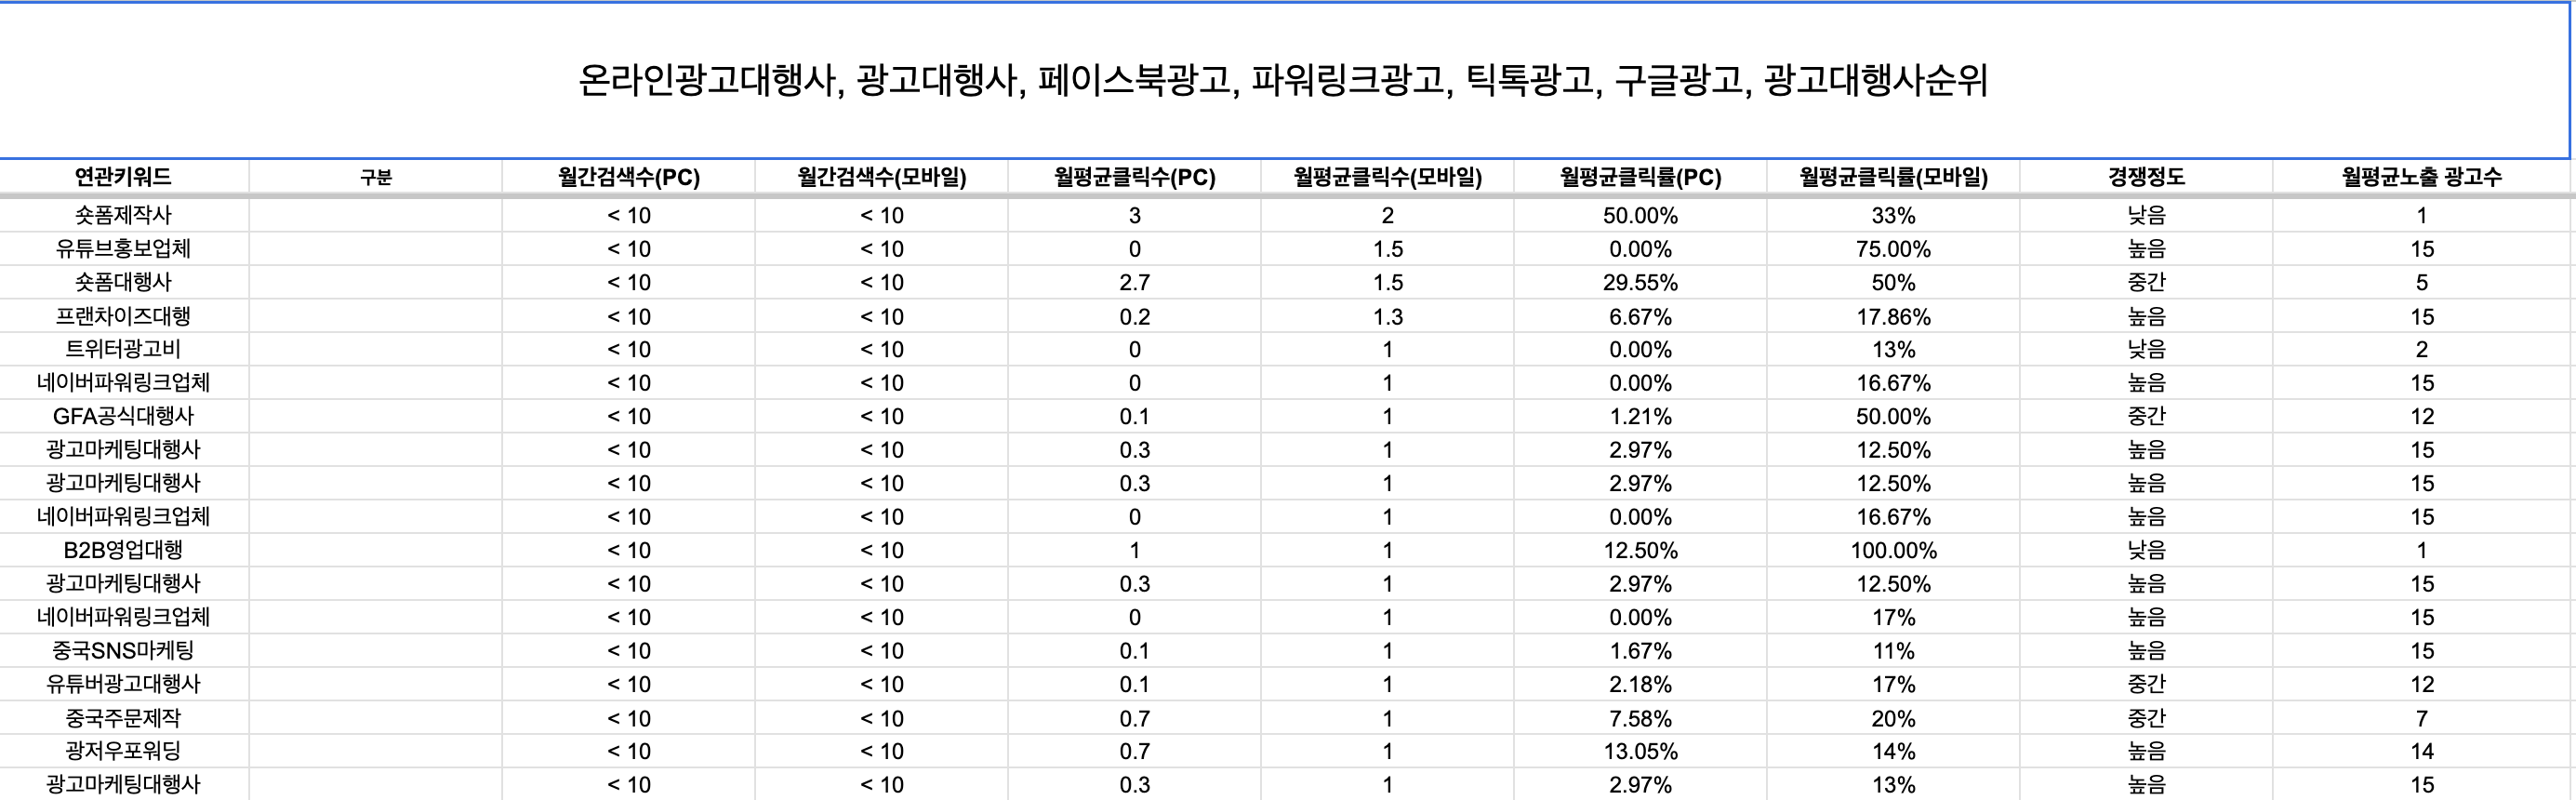 온라인광고대행사, 광고대행사, 페이스북광고, 파워링크광고, 틱톡광고, 구글광고, 광고대행사순위
연관키워드 구분 월간검색수(PC) 월간검색수(모바일) 월평균클릭수(PC) 월평균클릭수(모바일) 월평균클릭률(PC) 월평균클릭률(모바일) 경쟁정도 월평균노출 광고수
숏폼제작사 < 10 < 10 3 2 50.00% 33% 낮음 1
유튜브홍보업체 < 10 < 10 0 1.5 0.00% 75.00% 높음 15
숏폼대행사 < 10 < 10 2.7 1.5 29.55% 50% 중간 5
프랜차이즈대행 < 10 < 10 0.2 1.3 6.67% 17.86% 높음 15
트위터광고비 < 10 < 10 0 1 0.00% 13% 낮음 2
네이버파워링크업체 < 10 < 10 0 1 0.00% 16.67% 높음 15
GFA공식대행사 < 10 < 10 0.1 1 1.21% 50.00% 중간 12
광고마케팅대행사 < 10 < 10 0.3 1 2.97% 12.50% 높음 15
광고마케팅대행사 < 10 < 10 0.3 1 2.97% 12.50% 높음 15
네이버파워링크업체 < 10 < 10 0 1 0.00% 16.67% 높음 15
B2B영업대행 < 10 < 10 1 1 12.50% 100.00% 낮음 1
광고마케팅대행사 < 10 < 10 0.3 1 2.97% 12.50% 높음 15
네이버파워링크업체 < 10 < 10 0 1 0.00% 17% 높음 15
중국SNS마케팅 < 10 < 10 0.1 1 1.67% 11% 높음 15
유튜버광고대행사 < 10 < 10 0.1 1 2.18% 17% 중간 12
중국주문제작 < 10 < 10 0.7 1 7.58% 20% 중간 7
광저우포워딩 < 10 < 10 0.7 1 13.05% 14% 높음 14
광고마케팅대행사 < 10 < 10 0.3 1 2.97% 13% 높음 15